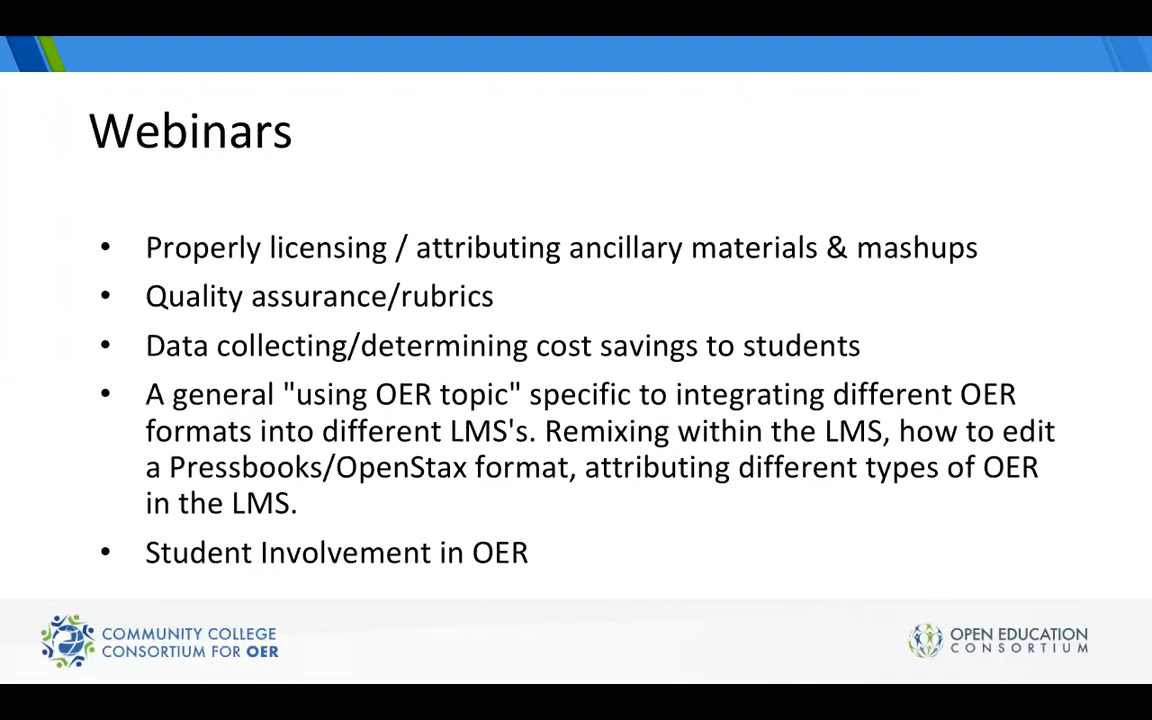 Webinars
• Properly licensing / attributing ancillary materials & mashups
• Quality assurance/rubrics
• Data collecting/determining cost savings to students
• A general "using OER topic" specific to integrating different OER
formats into different LMS's. Remixing within the LMS, how to edit
a Pressbooks/OpenStax format, attributing different types of OER
in the LMS.
• Student Involvement in OER
COMMUNITY COLLEGE
CONSORTIUM FOR OER
OPEN EDUCATION
CONSORTIUM